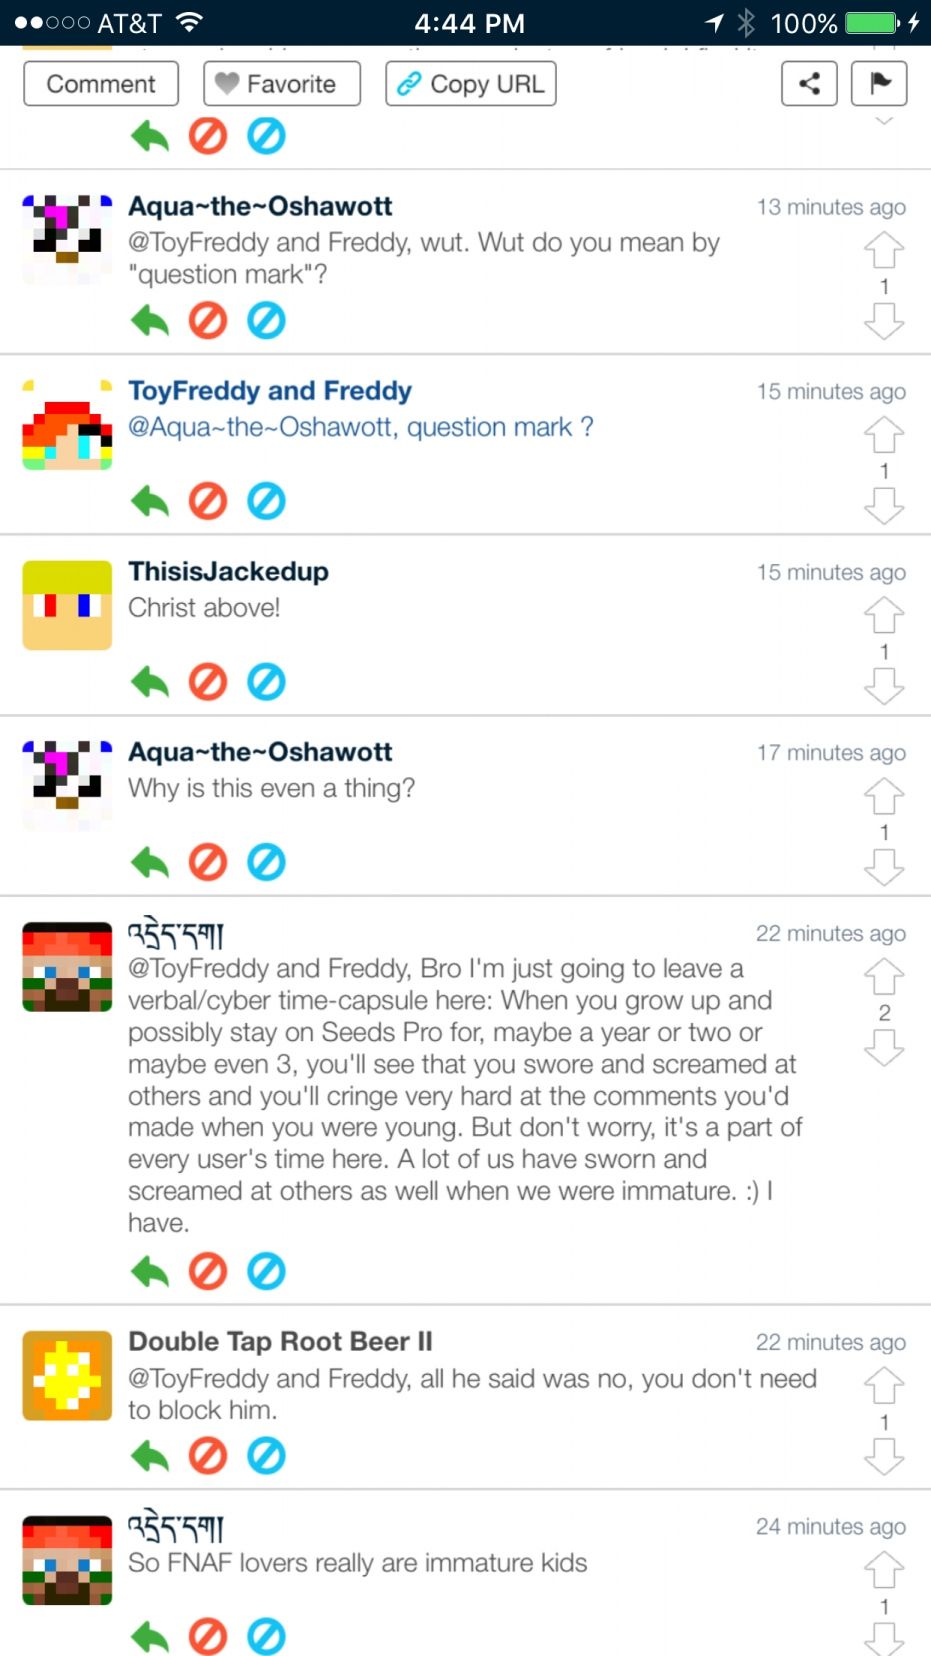 AT&T 4:44 PM 100%
Comment Favorite Copy URL
Aqua~the~Oshawott 13 minutes ago
@ToyFreddy and Freddy, wut. Wut do you mean by
"question mark"?
1
ToyFreddy and Freddy 15 minutes ago
@Aqua~the~Oshawott, question mark ?
1
ThisisJackedup 15 minutes ago
Christ above!
1
Aqua~the~Oshawott 17 minutes ago
Why is this even a thing?
1
འདྲེད་དག། 22 minutes ago
@ToyFreddy and Freddy, Bro I'm just going to leave a
verbal/cyber time-capsule here: When you grow up and
possibly stay on Seeds Pro for, maybe a year or two or
maybe even 3, you'll see that you swore and screamed at
others and you'll cringe very hard at the comments you'd
made when you were young. But don't worry, it's a part of
every user's time here. A lot of us have sworn and
screamed at others as well when we were immature. :) I
have.
2
Double Tap Root Beer II 22 minutes ago
@ToyFreddy and Freddy, all he said was no, you don't need
to block him.
1
འདྲེད་དག། 24 minutes ago
So FNAF lovers really are immature kids
1